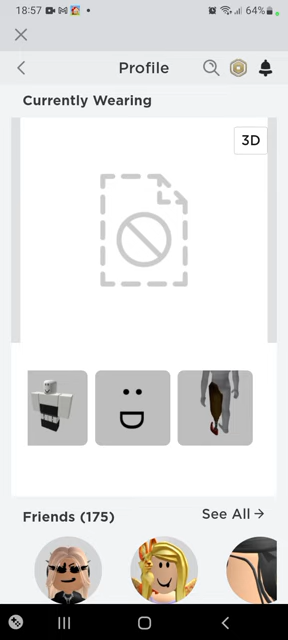 18:57 64%
Profile
Currently Wearing
3D
Friends (175) See All →